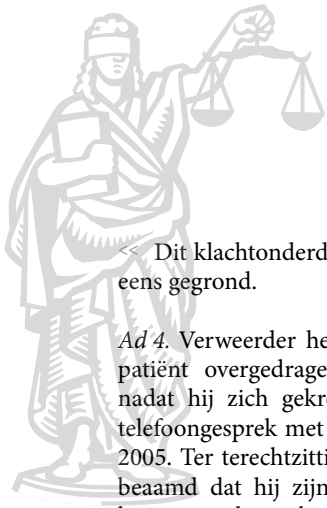 << Dit klachtonderd
eens gegrond.
Ad 4. Verweerder he
patiënt overgedrage
nadat hij zich gekre
telefoongesprek met
2005. Ter terechtzitti
beaamd dat hij zijn